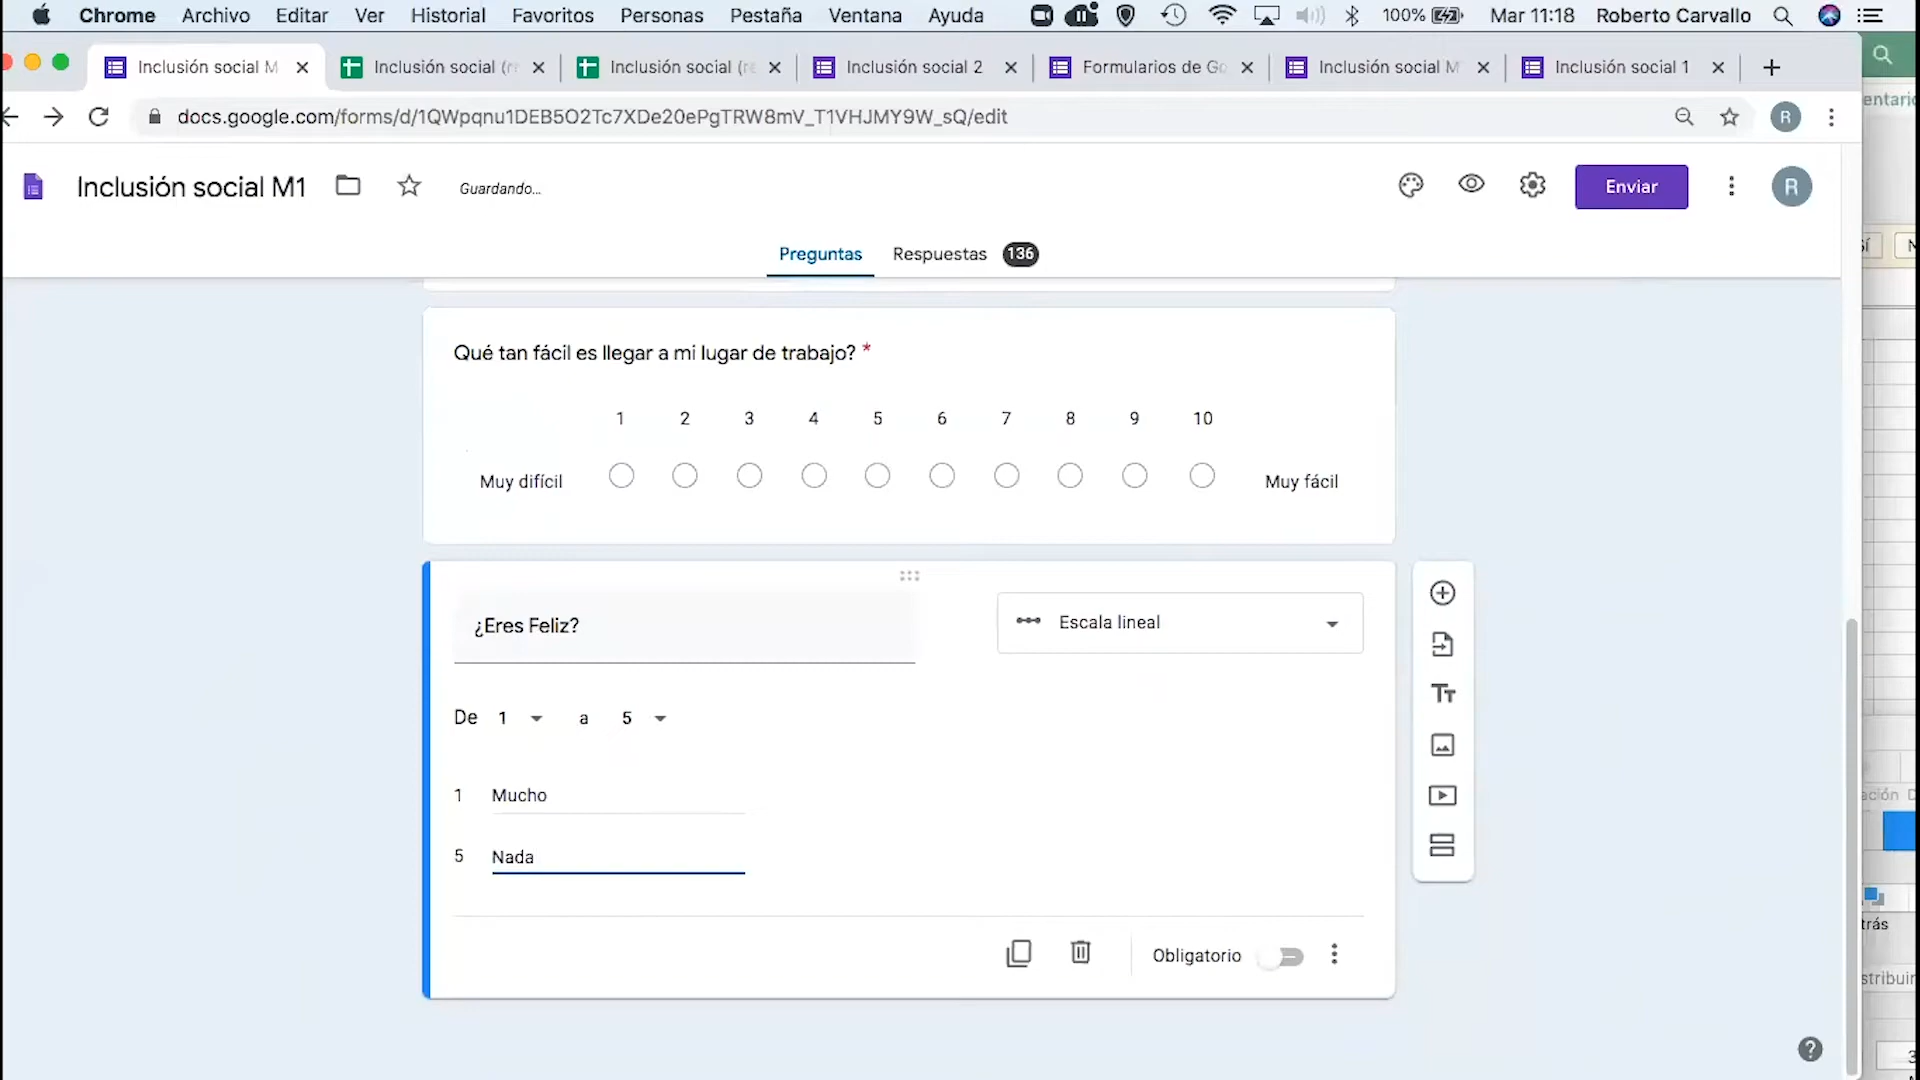 Chrome Archivo Editar Ver Historial Favoritos Personas Pestaña Ventana Ayuda 100% Mar 11:18 Roberto Carvallo
Inclusión social M Inclusión social (r Inclusión social (re Inclusión social 2 Formularios de Go Inclusión social M Inclusión social 1
docs.google.com/forms/d/1QWpqnu1DEB5O2Tc7XDe20ePgTRW8mV_T1VHJMY9W_sQ/edit R
Inclusión social M1 Guardando... Enviar R
Preguntas Respuestas 136
Qué tan fácil es llegar a mi lugar de trabajo? *
1 2 3 4 5 6 7 8 9 10
Muy difícil Muy fácil
¿Eres Feliz? Escala lineal
De 1 a 5
1 Mucho
5 Nada
Obligatorio
trás